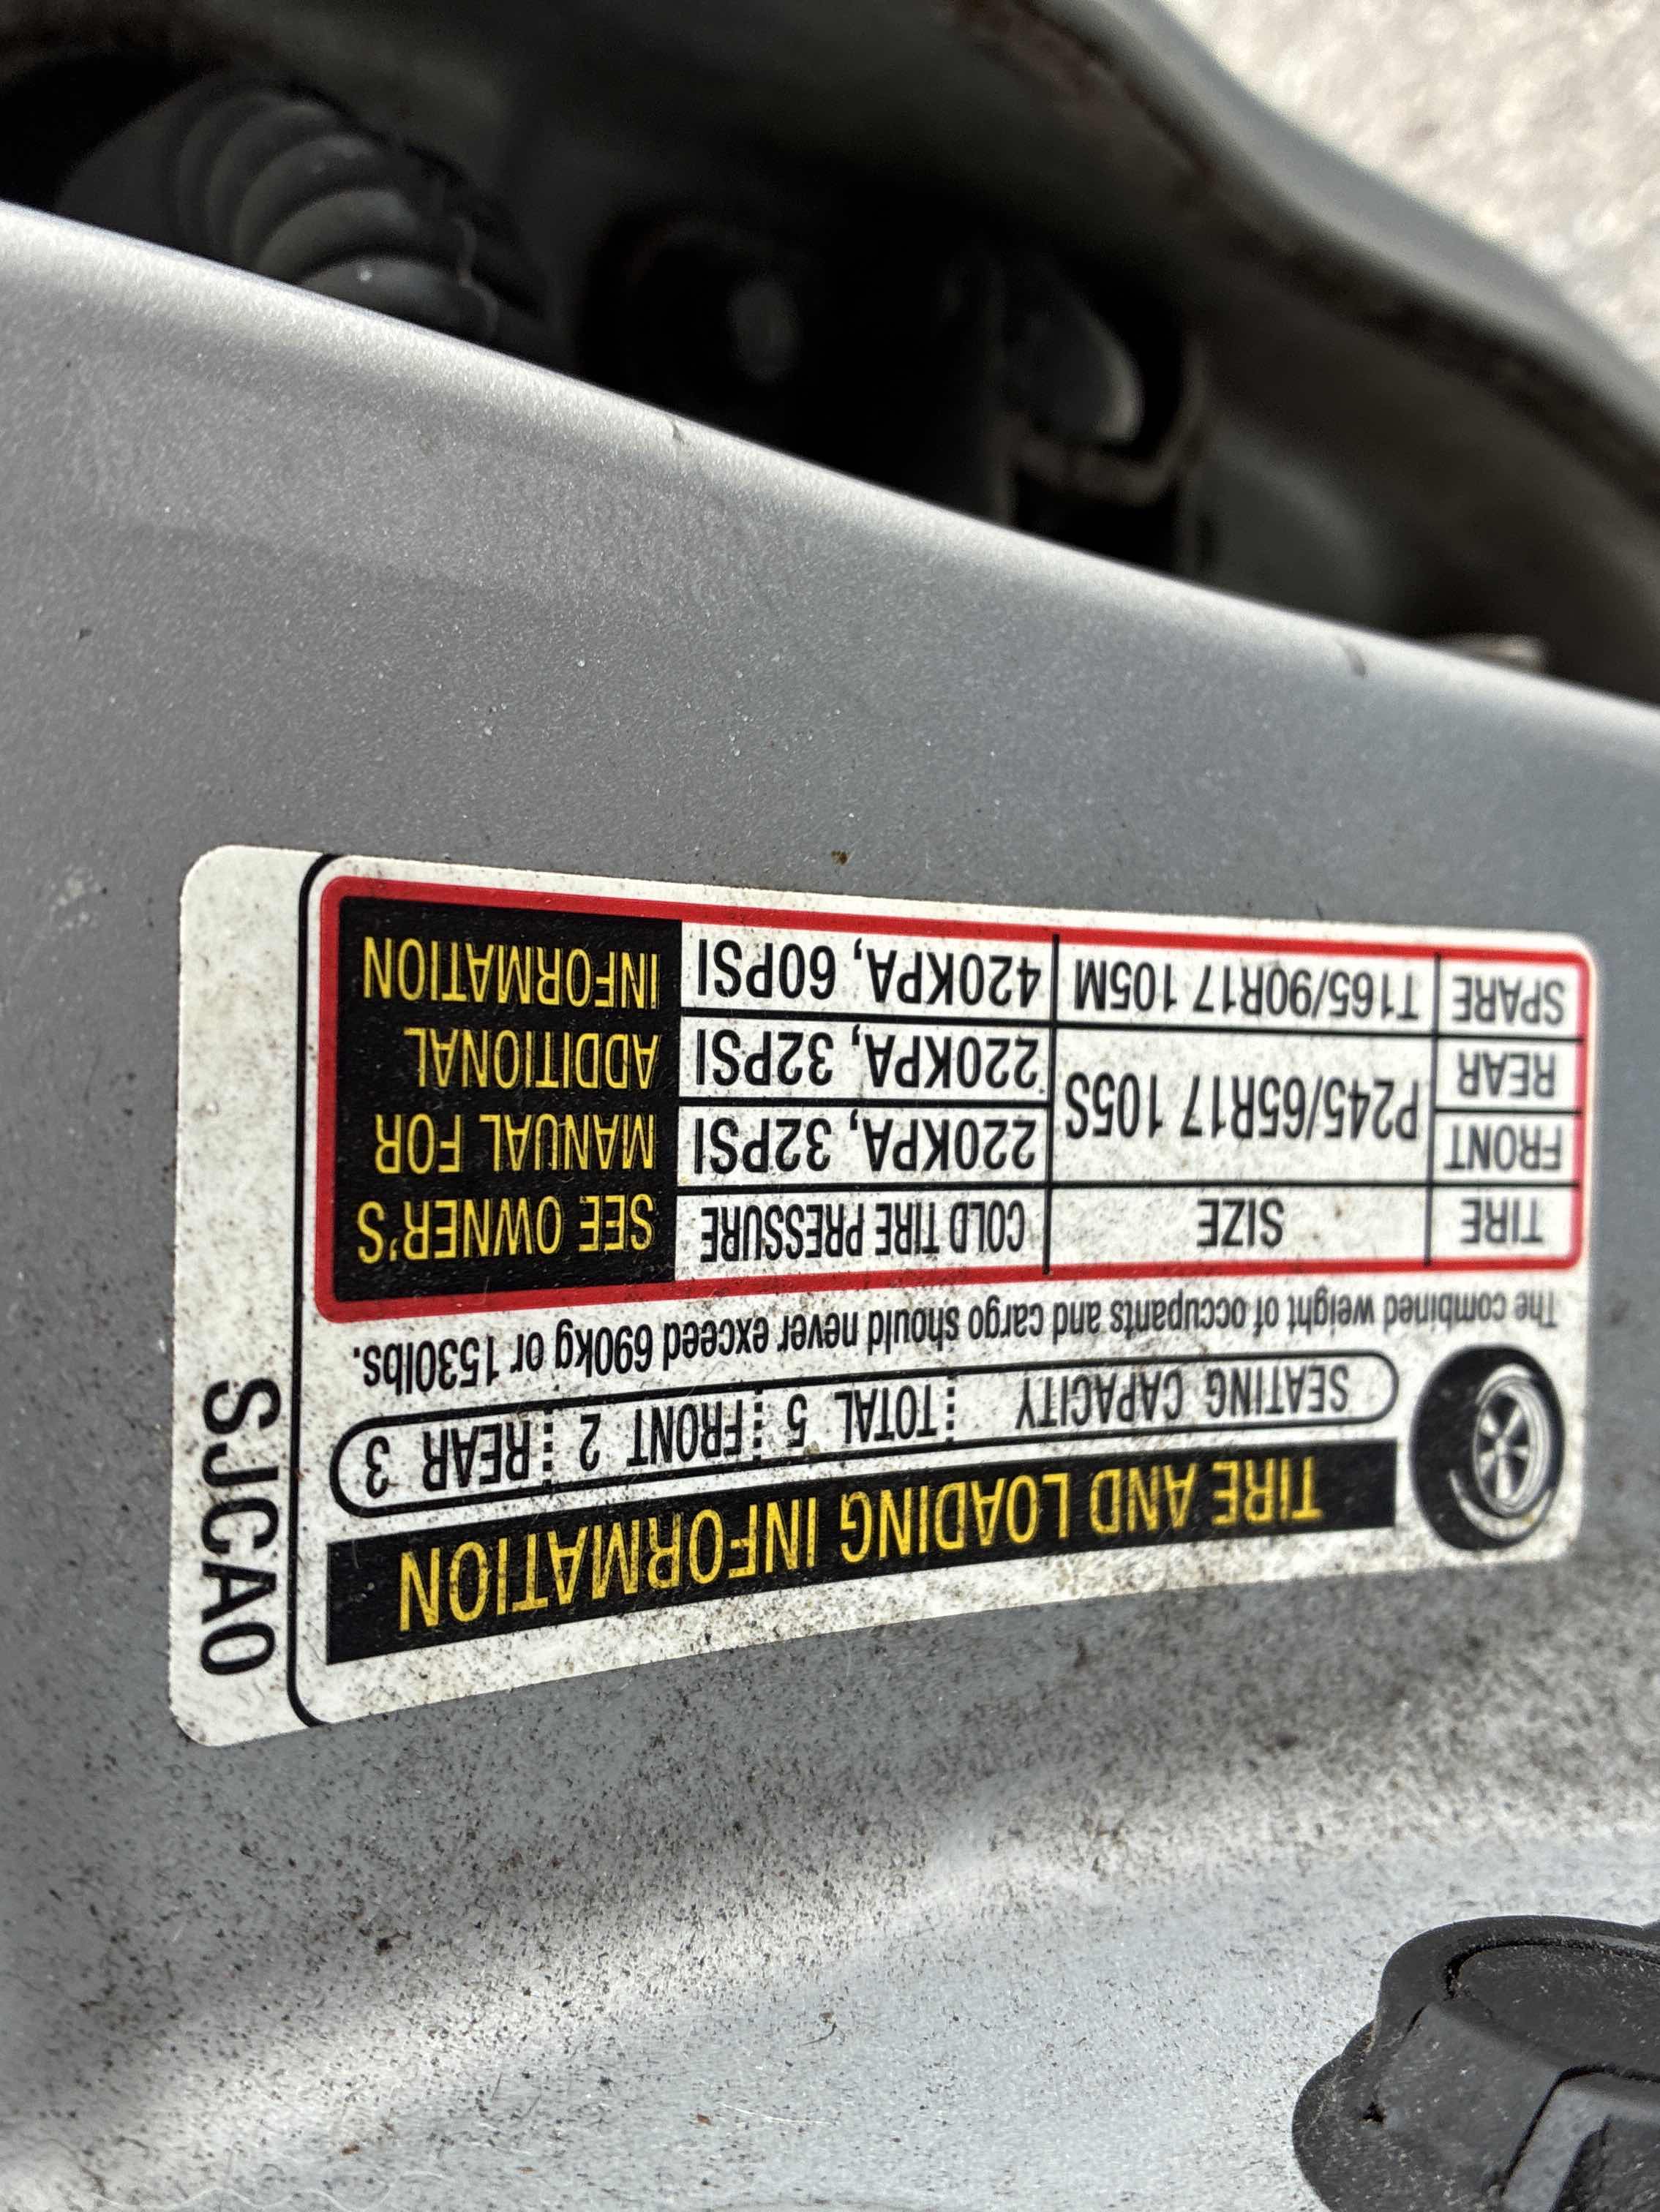 TIRE AND LOADING INFORMATION
SEATING CAPACITY TOTAL 5 FRONT 2 REAR 3
The combined weight of occupants and cargo should never exceed 690kg or 1530lbs.
TIRE SIZE COLD TIRE PRESSURE
FRONT P245/65R17 105S 220KPA, 32PSI
REAR 220KPA, 32PSI
SPARE T165/90R17 105M 420KPA, 60PSI
SEE OWNER'S
MANUAL FOR
ADDITIONAL
INFORMATION
SJCA0